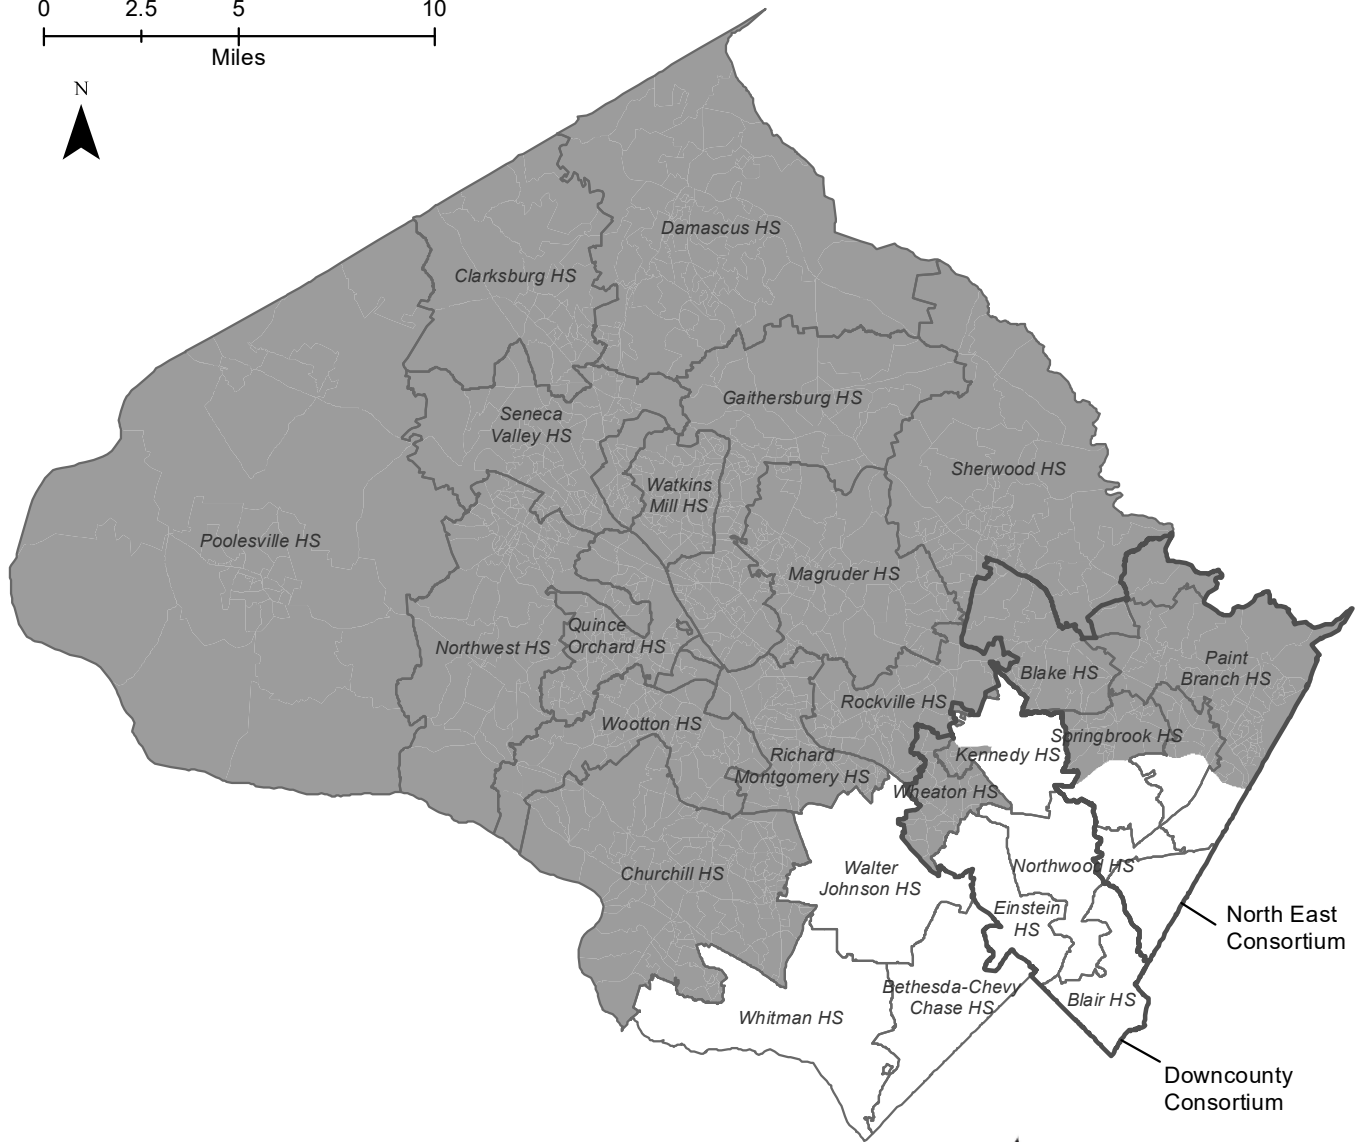 0 2.5 5 10
Miles
N
Damascus HS
Clarksburg HS
Gaithersburg HS
Seneca
Valley HS
Sherwood HS
Watkins
Mill HS
Poolesville HS
Magruder HS
Quince
Orchard HS
Northwest HS
Paint
Branch HS
Blake HS
Rockville HS
Wootton HS
Springbrook HS
Kennedy HS
Richard
Montgomery HS
Wheaton HS
Churchill HS
Walter
Johnson HS
Northwood HS
Einstein
HS
North East
Consortium
Bethesda-Chevy
Chase HS
Blair HS
Whitman HS
Downcounty
Consortium